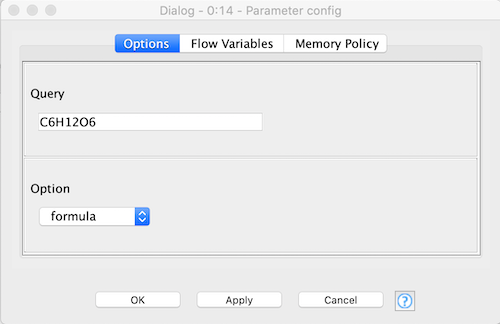 Dialog - 0:14 - Parameter config
Options Flow Variables Memory Policy
Query
C6H12O6
Option
formula
OK Apply Cancel ?